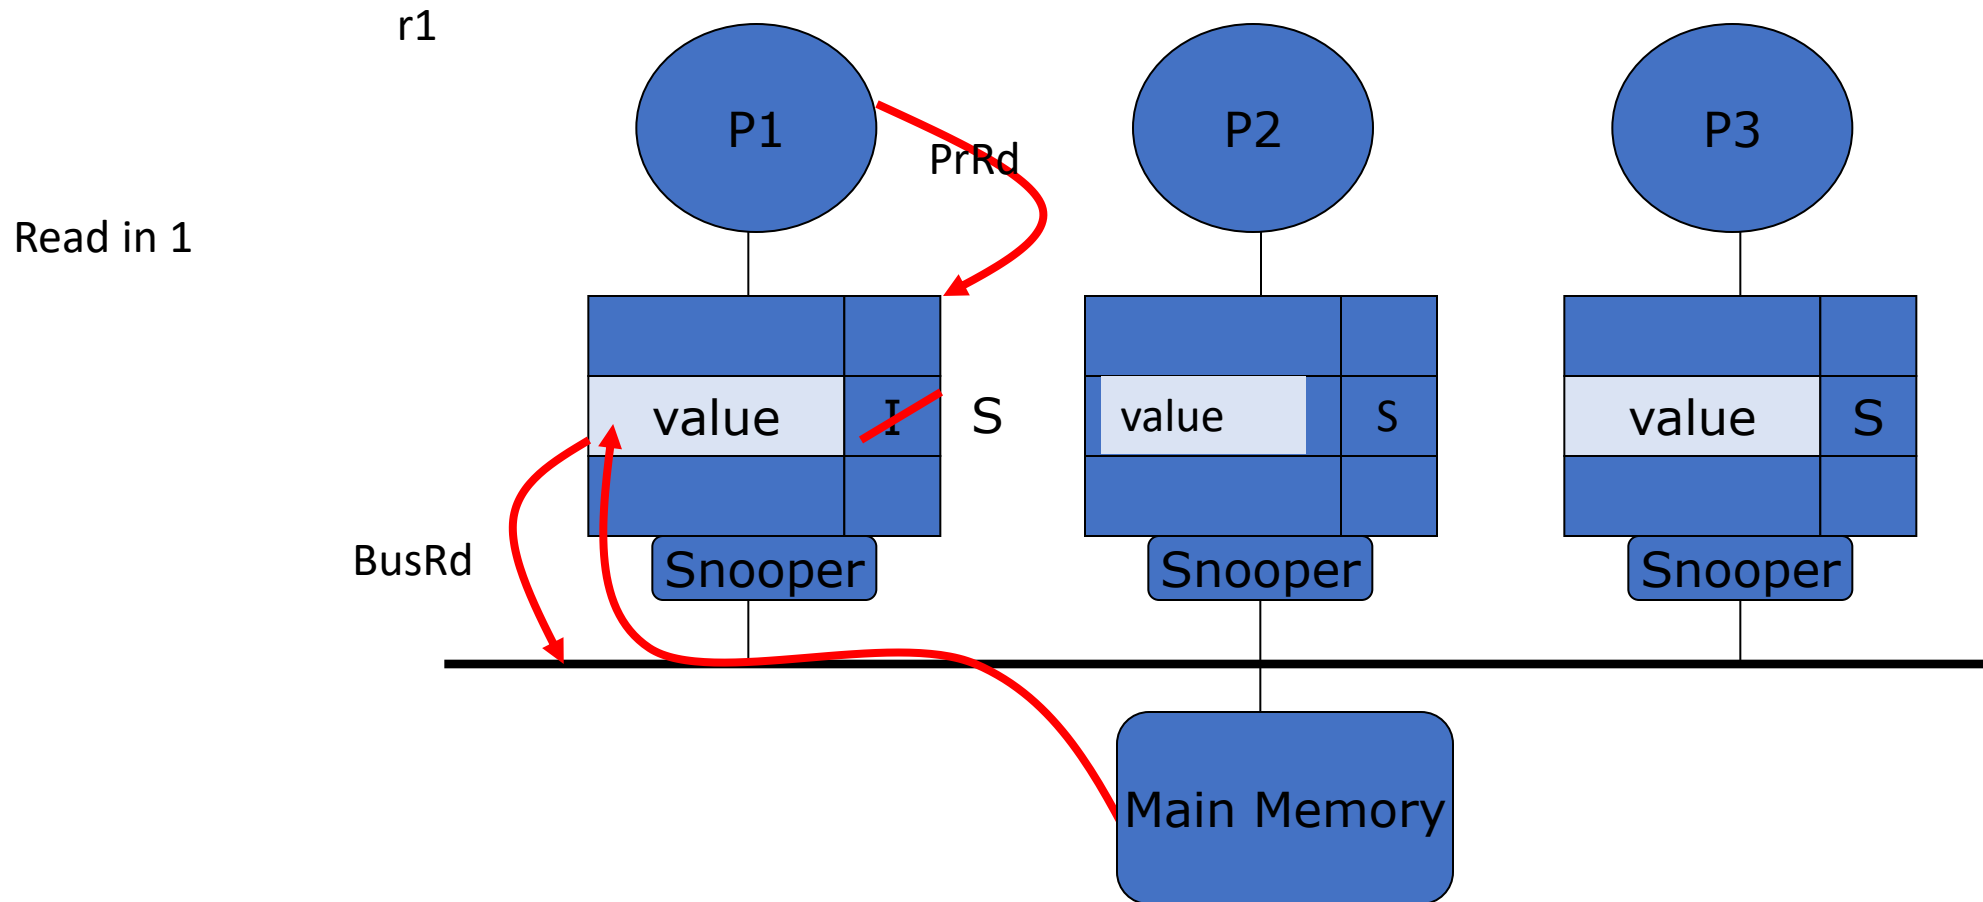 r1
P1
P2
P3
PrRd
Read in 1
value
I
S
value
S
value
S
BusRd
Snooper
Snooper
Snooper
Main Memory